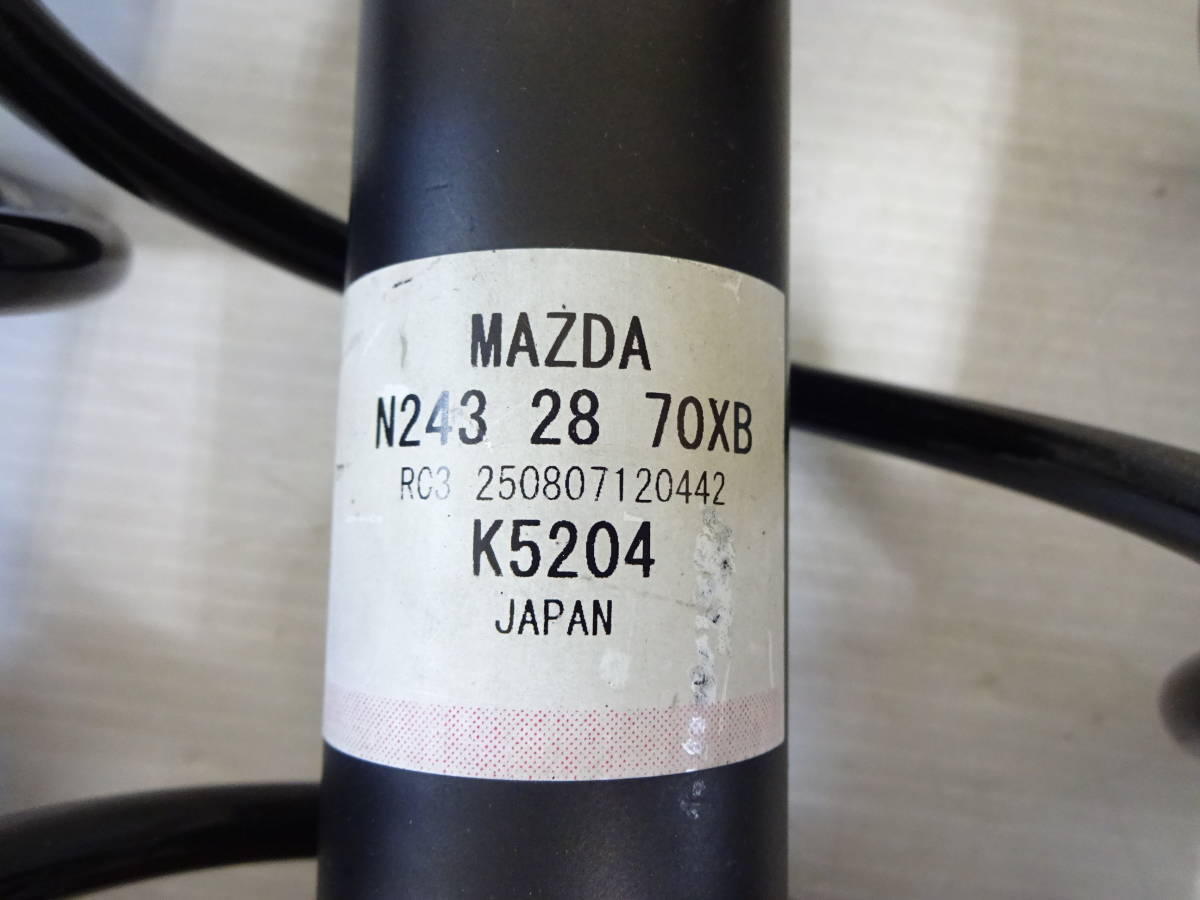 MAZDA
N243 28 70XB
RC3 250807120442
K5204
JAPAN